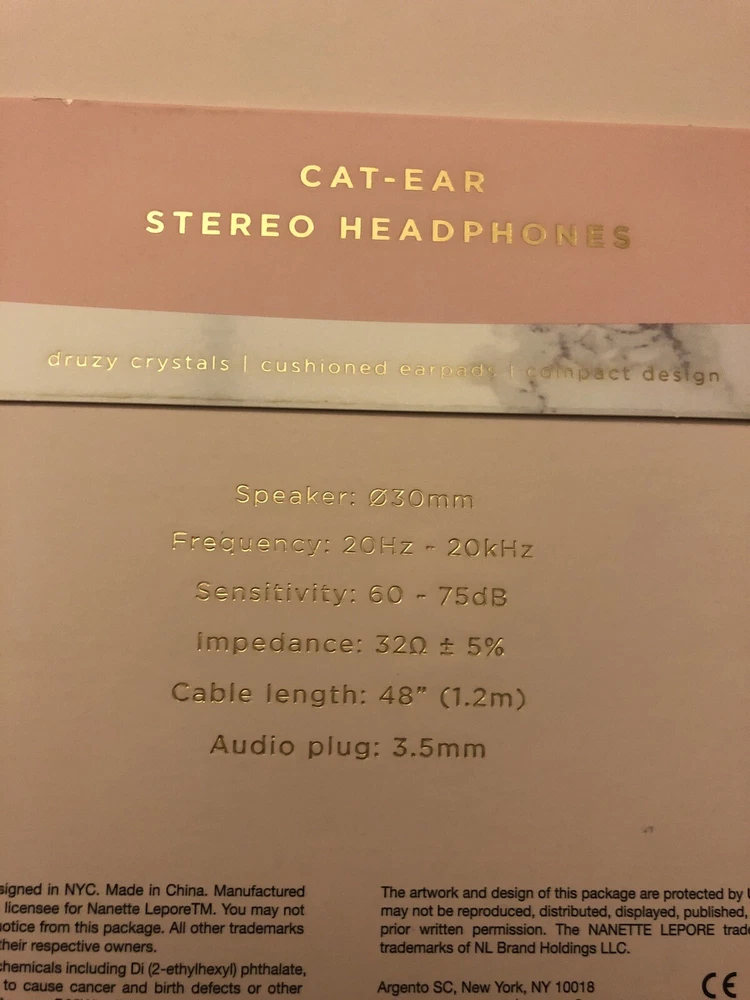 CAT-EAR
STEREO HEADPHONES
druzy crystals | cushioned earpads | compact design
Speaker: Ø30mm
Frequency: 20Hz - 20kHz
Sensitivity: 60 - 75dB
Impedance: 32Ω ± 5%
Cable length: 48” (1.2m)
Audio plug: 3.5mm
signed in NYC. Made in China. Manufactured
licensee for Nanette LeporeTM. You may not
notice from this package. All other trademarks
their respective owners.
chemicals including Di (2-ethylhexyl) phthalate,
to cause cancer and birth defects or other
The artwork and design of this package are protected by
may not be reproduced, distributed, displayed, published,
prior written permission. The NANETTE LEPORE trade
trademarks of NL Brand Holdings LLC.
Argento SC, New York, NY 10018
CE